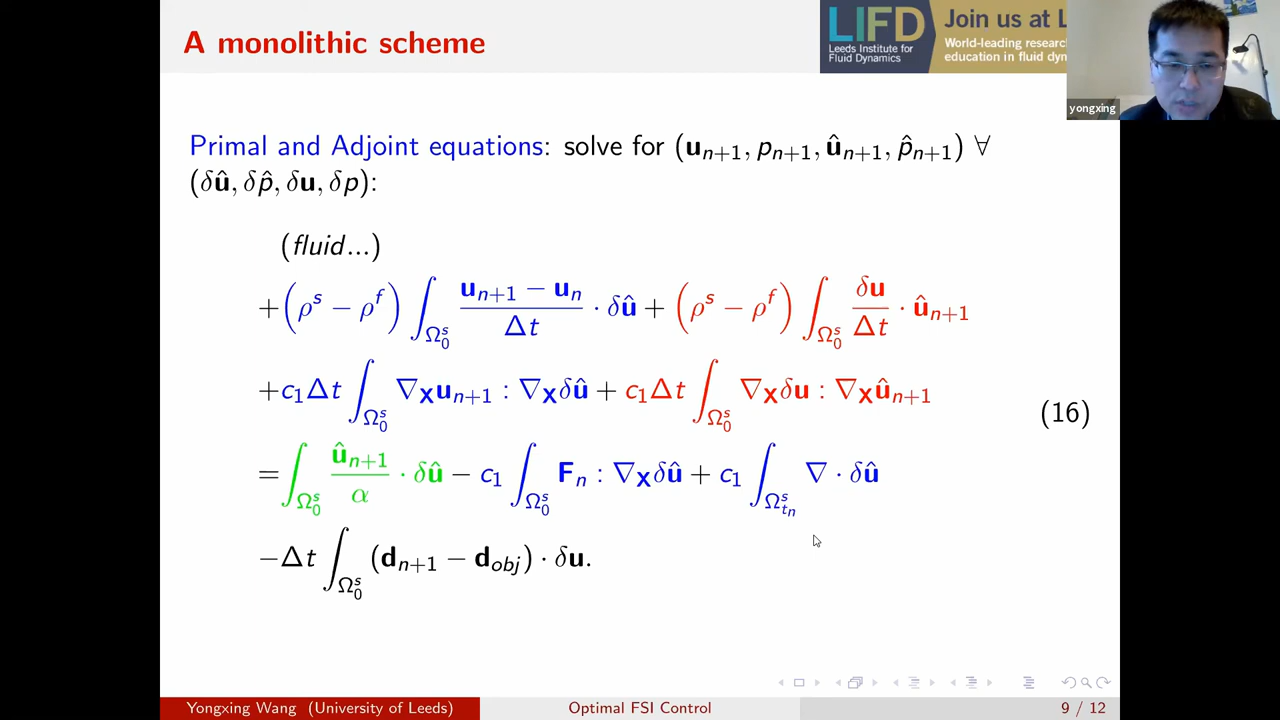 A monolithic scheme
LIFD
Leeds Institute for
Fluid Dynamics
Join us at L
World-leading researc
education in fluid dyn
yongxing
Primal and Adjoint equations: solve for (u_{n+1}, p_{n+1}, û_{n+1}, p̂_{n+1}) ∀
(δû, δp̂, δu, δp):
(fluid...)
+(ρ^s − ρ^f) ∫_{Ω_0^s} \frac{u_{n+1} − u_n}{Δt} · δû + (ρ^s − ρ^f) ∫_{Ω_0^s} \frac{δu}{Δt} · û_{n+1}
+c_1Δt ∫_{Ω_0^s} ∇_X u_{n+1} : ∇_X δû + c_1Δt ∫_{Ω_0^s} ∇_X δu : ∇_X û_{n+1}
(16)
= ∫_{Ω_0^s} \frac{û_{n+1}}{α} · δû − c_1 ∫_{Ω_0^s} F_n : ∇_X δû + c_1 ∫_{Ω_{t_n}^s} ∇ · δû
−Δt ∫_{Ω_0^s} (d_{n+1} − d_{obj}) · δu.
Yongxing Wang (University of Leeds)
Optimal FSI Control
9 / 12